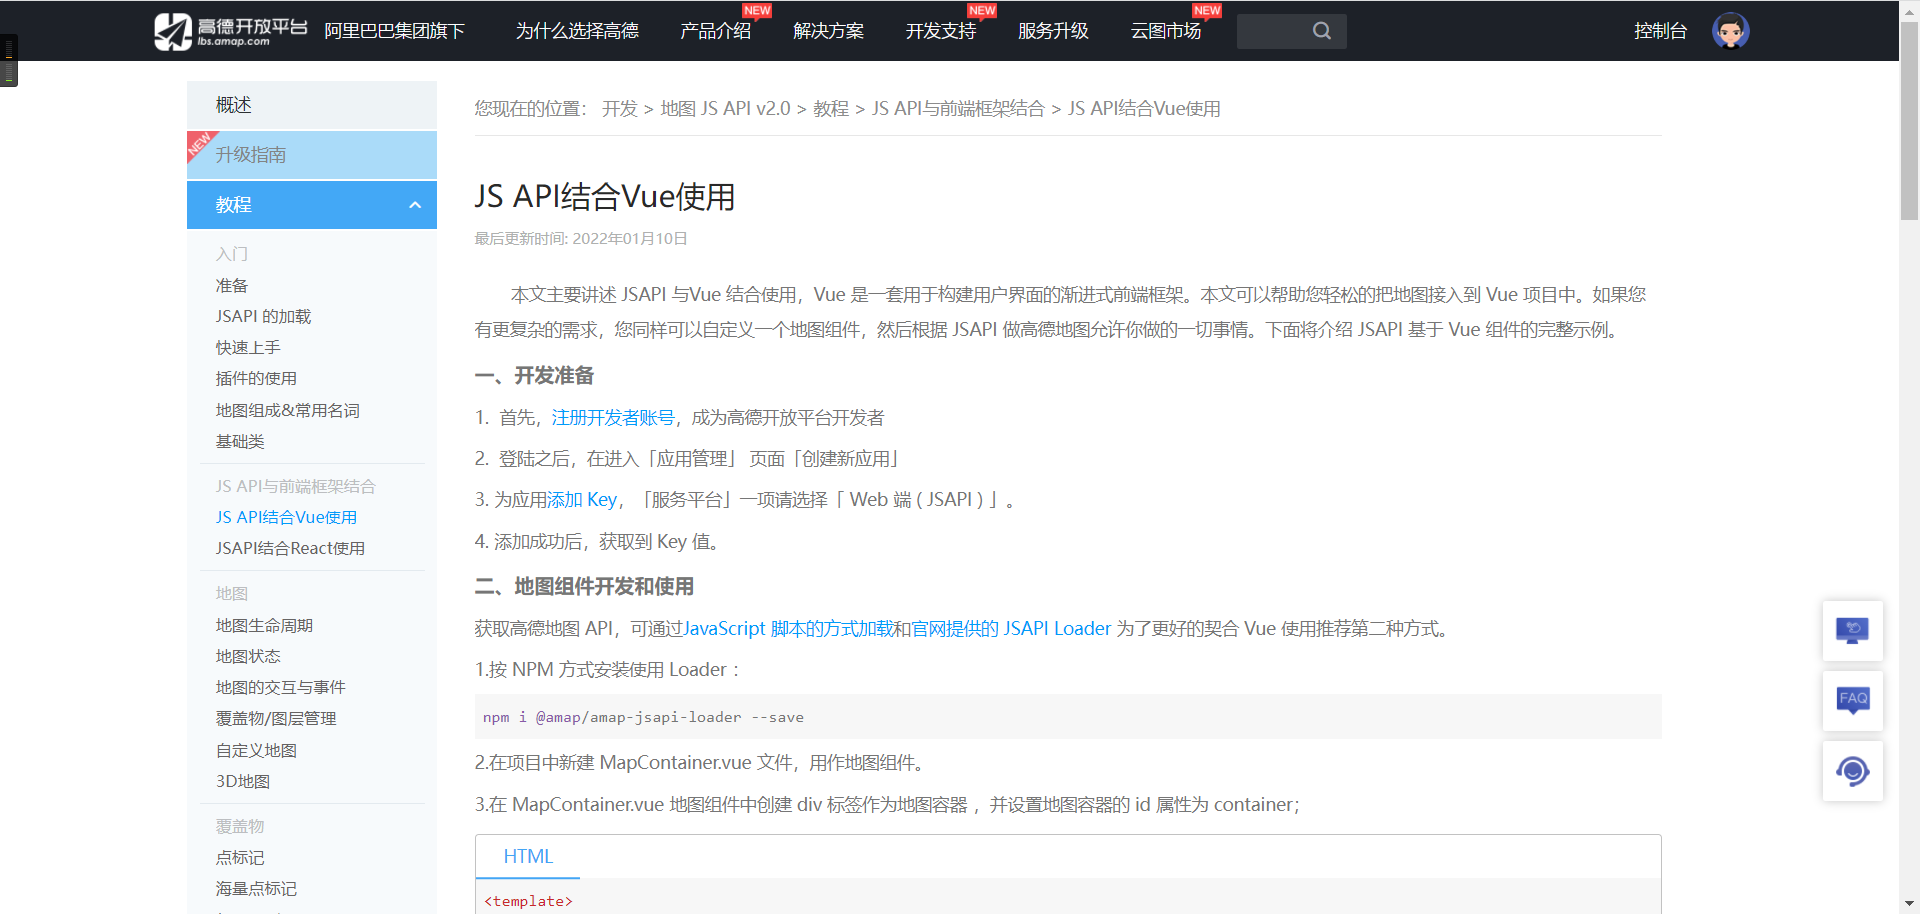 高德开放平台
lbs.amap.com
阿里巴巴集团旗下
为什么选择高德
产品介绍
NEW
解决方案
开发支持
NEW
服务升级
云图市场
NEW
控制台
概述
NEW
升级指南
教程
入门
准备
JSAPI 的加载
快速上手
插件的使用
地图组成&常用名词
基础类
JS API与前端框架结合
JS API结合Vue使用
JSAPI结合React使用
地图
地图生命周期
地图状态
地图的交互与事件
覆盖物/图层管理
自定义地图
3D地图
覆盖物
点标记
海量点标记
您现在的位置： 开发 > 地图 JS API v2.0 > 教程 > JS API与前端框架结合 > JS API结合Vue使用
JS API结合Vue使用
最后更新时间: 2022年01月10日
本文主要讲述 JSAPI 与Vue 结合使用，Vue 是一套用于构建用户界面的渐进式前端框架。本文可以帮助您轻松的把地图接入到 Vue 项目中。如果您
有更复杂的需求，您同样可以自定义一个地图组件，然后根据 JSAPI 做高德地图允许你做的一切事情。下面将介绍 JSAPI 基于 Vue 组件的完整示例。
一、开发准备
1. 首先，注册开发者账号，成为高德开放平台开发者
2. 登陆之后，在进入「应用管理」 页面「创建新应用」
3. 为应用添加 Key，「服务平台」一项请选择「 Web 端 ( JSAPI ) 」。
4. 添加成功后，获取到 Key 值。
二、地图组件开发和使用
获取高德地图 API，可通过JavaScript 脚本的方式加载和官网提供的 JSAPI Loader 为了更好的契合 Vue 使用推荐第二种方式。
1.按 NPM 方式安装使用 Loader ：
npm i @amap/amap-jsapi-loader --save
2.在项目中新建 MapContainer.vue 文件，用作地图组件。
3.在 MapContainer.vue 地图组件中创建 div 标签作为地图容器 ，并设置地图容器的 id 属性为 container；
HTML
<template>
FAQ